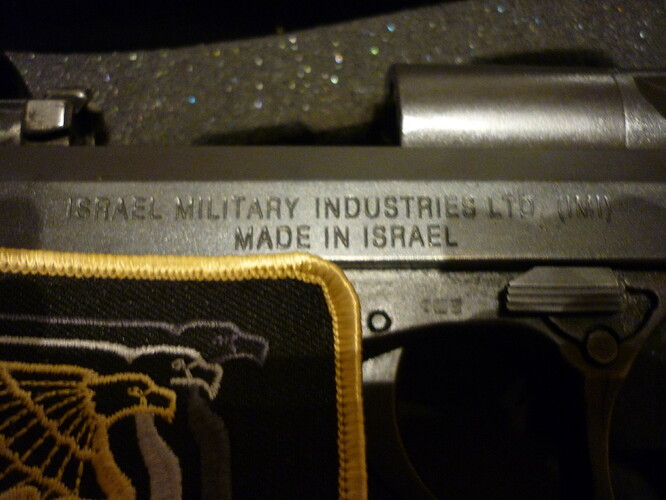 ISRAEL MILITARY INDUSTRIES LTD (IMI)
MADE IN ISRAEL